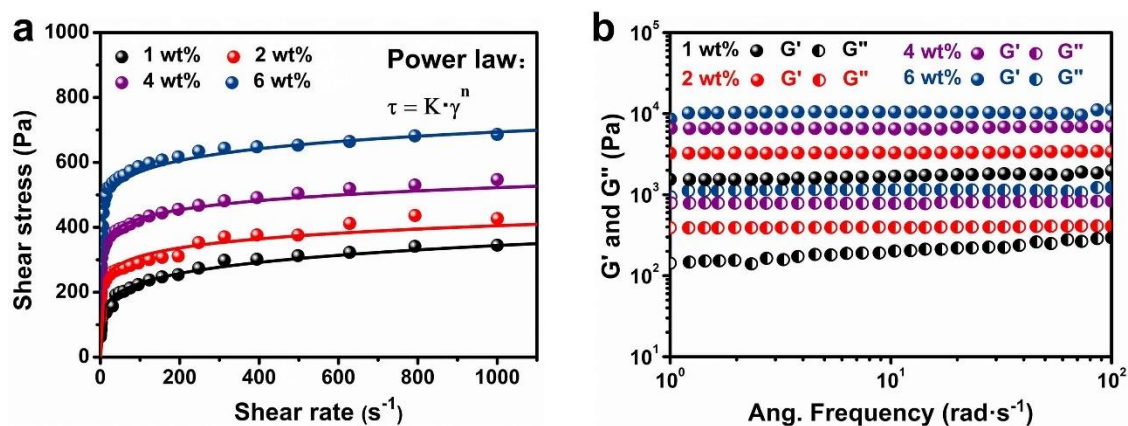 a
1000
800
600
400
200
0
Shear stress (Pa)
1 wt% 2 wt%
4 wt% 6 wt%
Power law:
τ = K·γⁿ
0 200 400 600 800 1000
Shear rate (s⁻¹)
b
10⁵
10⁴
10³
10²
10¹
G' and G'' (Pa)
1 wt% G' G'' 4 wt% G' G''
2 wt% G' G'' 6 wt% G' G''
10⁰ 10¹ 10²
Ang. Frequency (rad·s⁻¹)